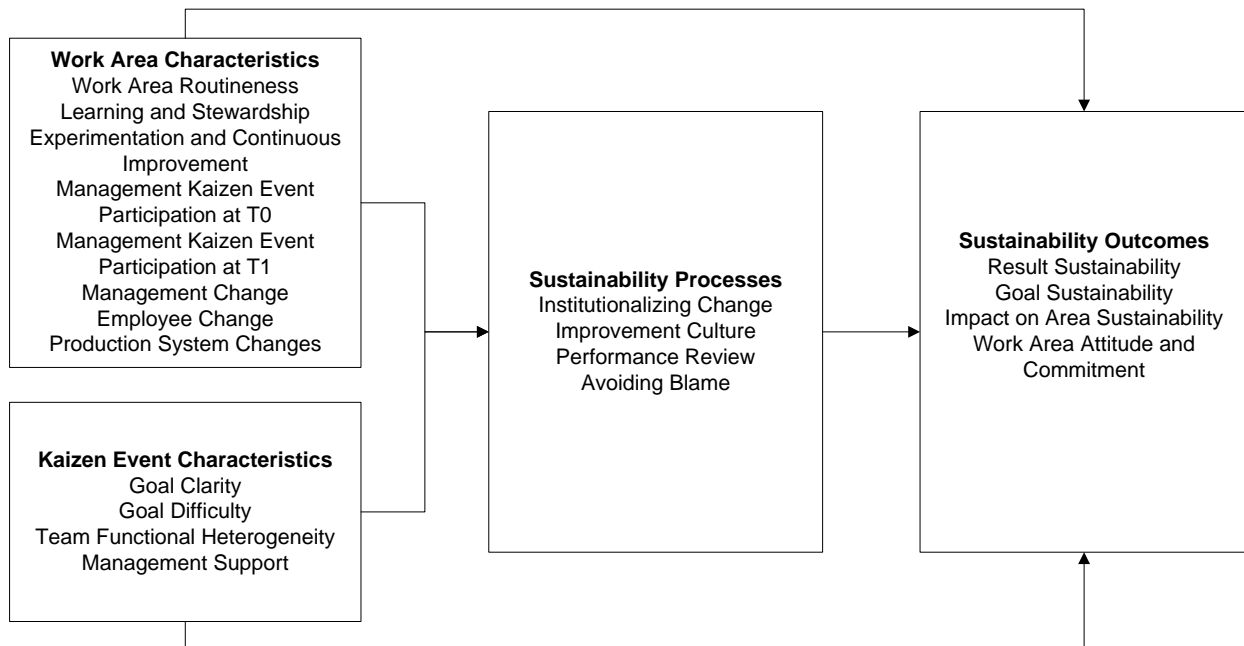 Work Area Characteristics
Work Area Routineness
Learning and Stewardship
Experimentation and Continuous
Improvement
Management Kaizen Event
Participation at T0
Management Kaizen Event
Participation at T1
Management Change
Employee Change
Production System Changes
Kaizen Event Characteristics
Goal Clarity
Goal Difficulty
Team Functional Heterogeneity
Management Support
Sustainability Processes
Institutionalizing Change
Improvement Culture
Performance Review
Avoiding Blame
Sustainability Outcomes
Result Sustainability
Goal Sustainability
Impact on Area Sustainability
Work Area Attitude and
Commitment